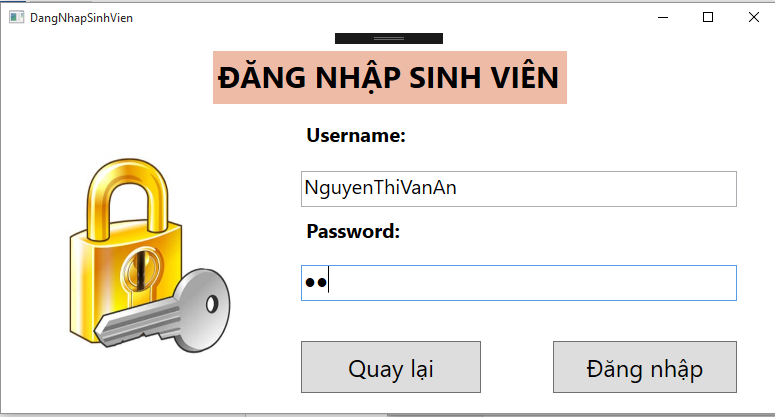 DangNhapSinhVien
ĐĂNG NHẬP SINH VIÊN
Username:
NguyenThiVanAn
Password:
●●
Quay lại
Đăng nhập